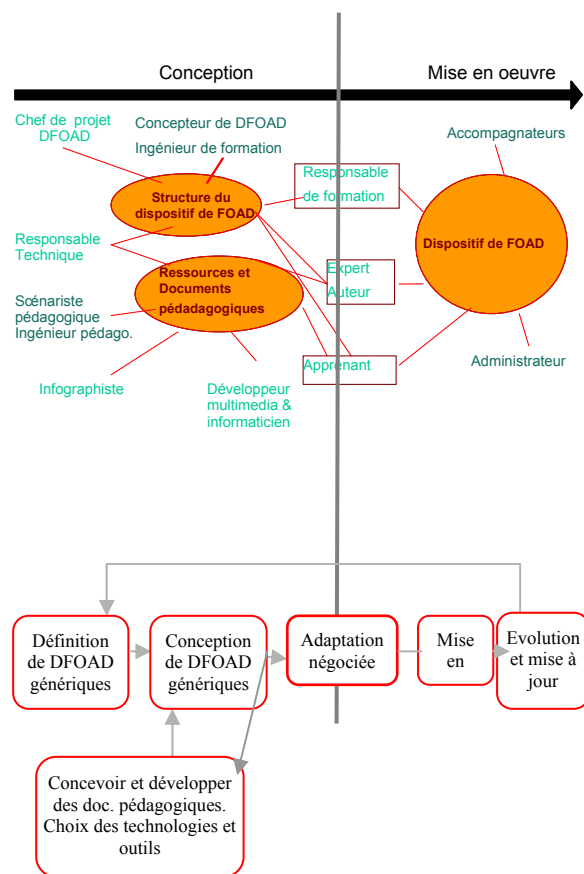 Conception
Mise en oeuvre
Chef de projet
DFOAD
Concepteur de DFOAD
Ingénieur de formation
Accompagnateurs
Structure du
dispositif de FOAD
Responsable
de formation
Dispositif de FOAD
Responsable
Technique
Ressources et
Documents
pédadagogiques
Expert
Auteur
Scénariste
pédagogique
Ingénieur pédago.
Apprenant
Administrateur
Infographiste
Développeur
multimedia &
informaticien
Définition
de DFOAD
génériques
Conception
de DFOAD
génériques
Adaptation
négociée
Mise
en
Evolution
et mise à
jour
Concevoir et développer
des doc. pédagogiques.
Choix des technologies et
outils